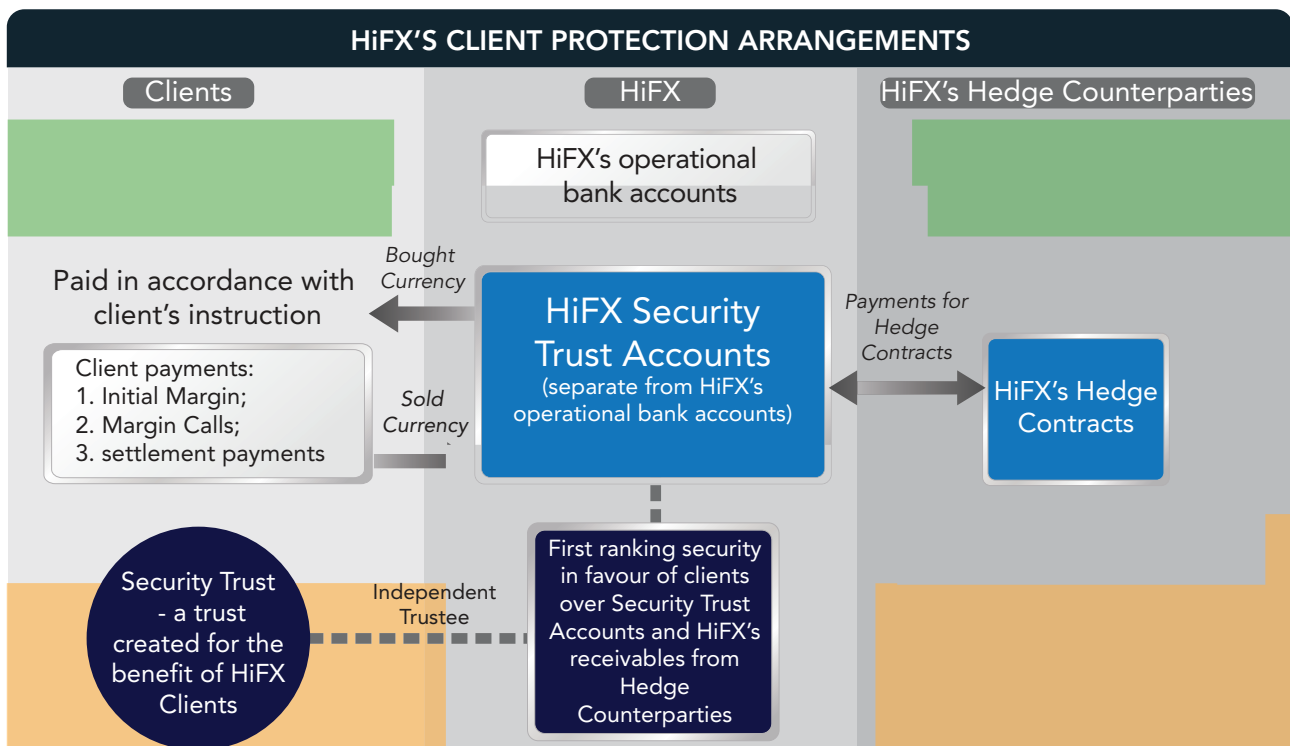 HiFX'S CLIENT PROTECTION ARRANGEMENTS
Clients
HiFX
HiFX's Hedge Counterparties
HiFX's operational
bank accounts
Bought
Currency
Paid in accordance with
client's instruction
HiFX Security
Trust Accounts
(separate from HiFX's
operational bank accounts)
Payments for
Hedge
Contracts
HiFX's Hedge
Contracts
Client payments:
1. Initial Margin;
2. Margin Calls;
3. settlement payments
Sold
Currency
Security Trust
- a trust
created for the
benefit of HiFX
Clients
Independent
Trustee
First ranking security
in favour of clients
over Security Trust
Accounts and HiFX's
receivables from
Hedge
Counterparties